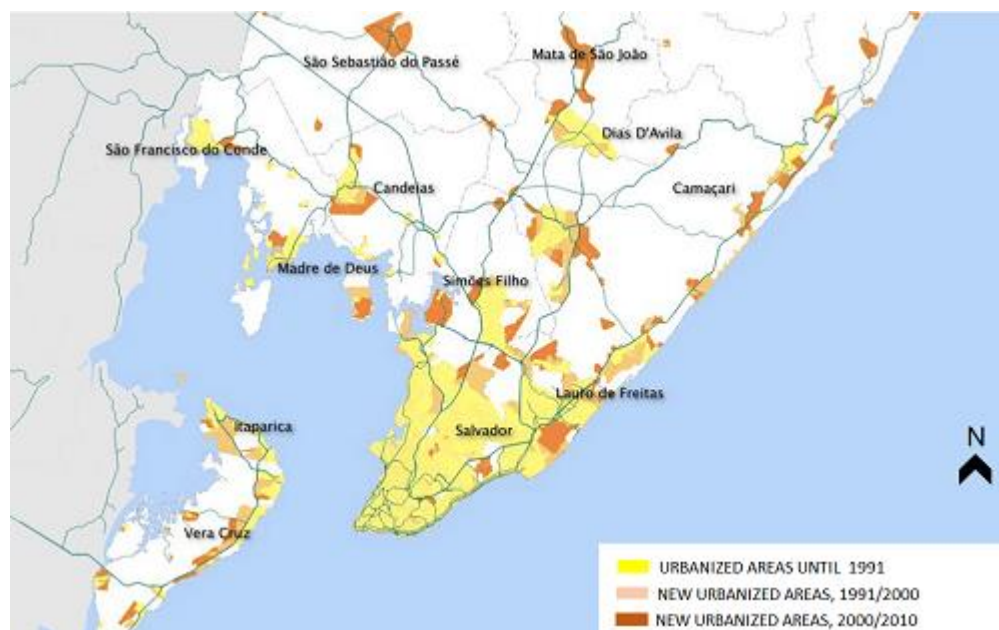 São Sebastião do Passé
Mata de São João
Dias D'Avila
São Francisco do Conde
Candeias
Camaçari
Madre de Deus
Simões Filho
Lauro de Freitas
itaparica
Salvador
N
Vera Cruz
URBANIZED AREAS UNTIL 1991
NEW URBANIZED AREAS, 1991/2000
NEW URBANIZED AREAS, 2000/2010